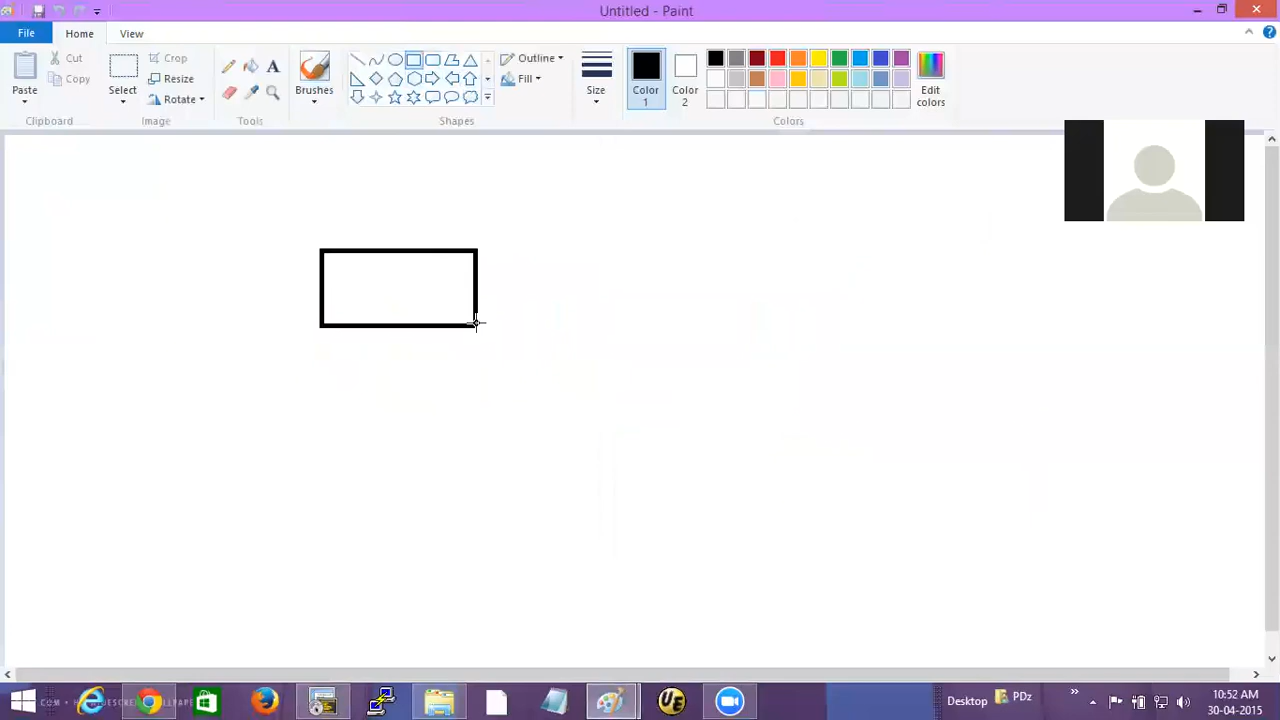 Untitled - Paint
File
Home
View
Paste
Cut
Copy
Clipboard
Select
Crop
Resize
Rotate
Image
A
Tools
Brushes
Shapes
Outline
Fill
Size
Color 1
Color 2
Colors
Edit colors
UE
Desktop
PDz
10:52 AM
30-04-2015